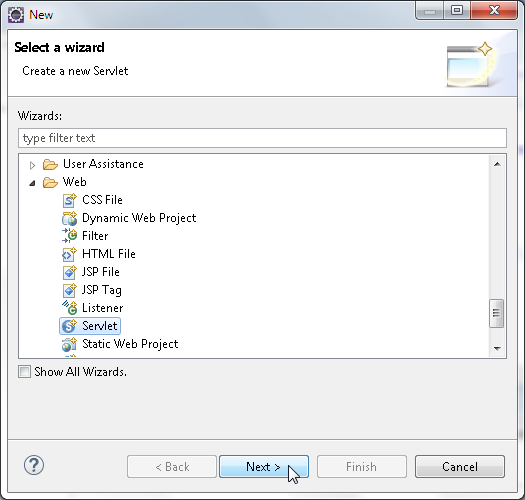 New
Select a wizard
Create a new Servlet
Wizards:
type filter text
User Assistance
Web
CSS File
Dynamic Web Project
Filter
HTML File
JSP File
JSP Tag
Listener
Servlet
Static Web Project
Show All Wizards.
? < Back Next > Finish Cancel